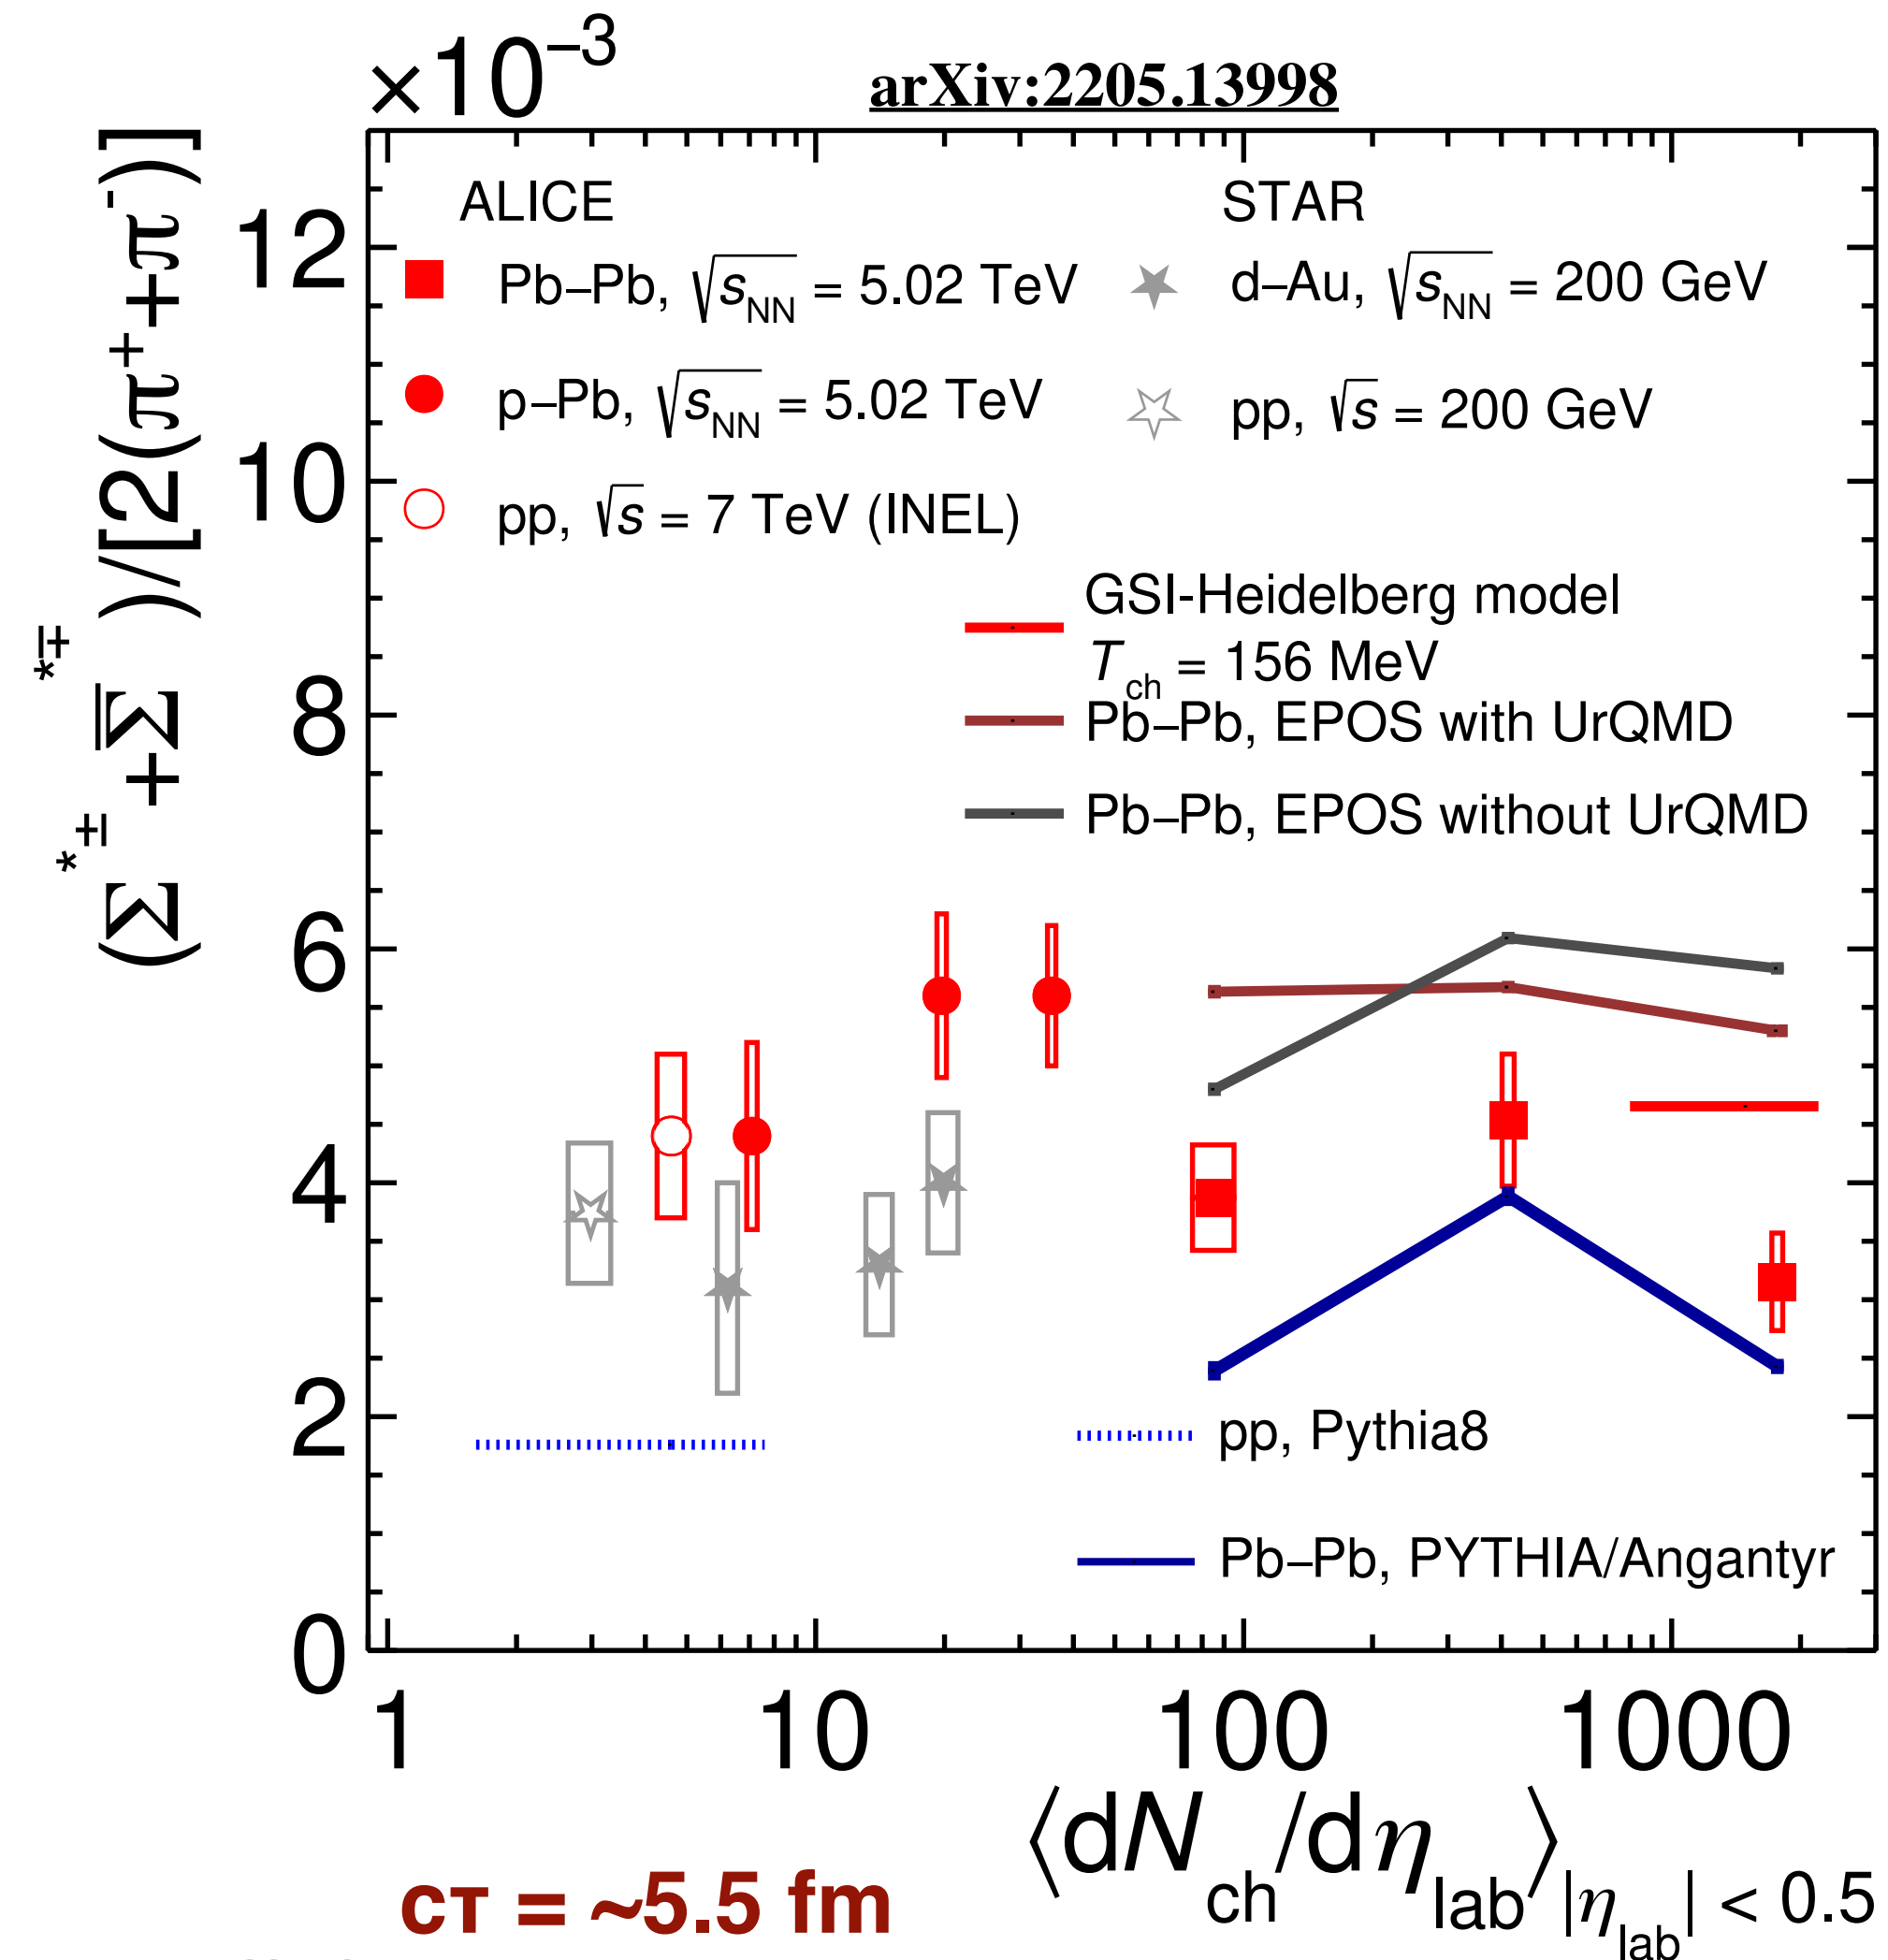 ×10⁻³
arXiv:2205.13998
(Σ*± + Σ̅*∓)/[2(π⁺+π⁻)]
ALICE
Pb–Pb, √sNN = 5.02 TeV
p–Pb, √sNN = 5.02 TeV
pp, √s = 7 TeV (INEL)
STAR
d–Au, √sNN = 200 GeV
pp, √s = 200 GeV
GSI-Heidelberg model
Tch = 156 MeV
Pb–Pb, EPOS with UrQMD
Pb–Pb, EPOS without UrQMD
pp, Pythia8
Pb–Pb, PYTHIA/Angantyr
12
10
8
6
4
2
0
1 10 100 1000
⟨dNch/dηlab⟩|ηlab| < 0.5
cτ = ~5.5 fm